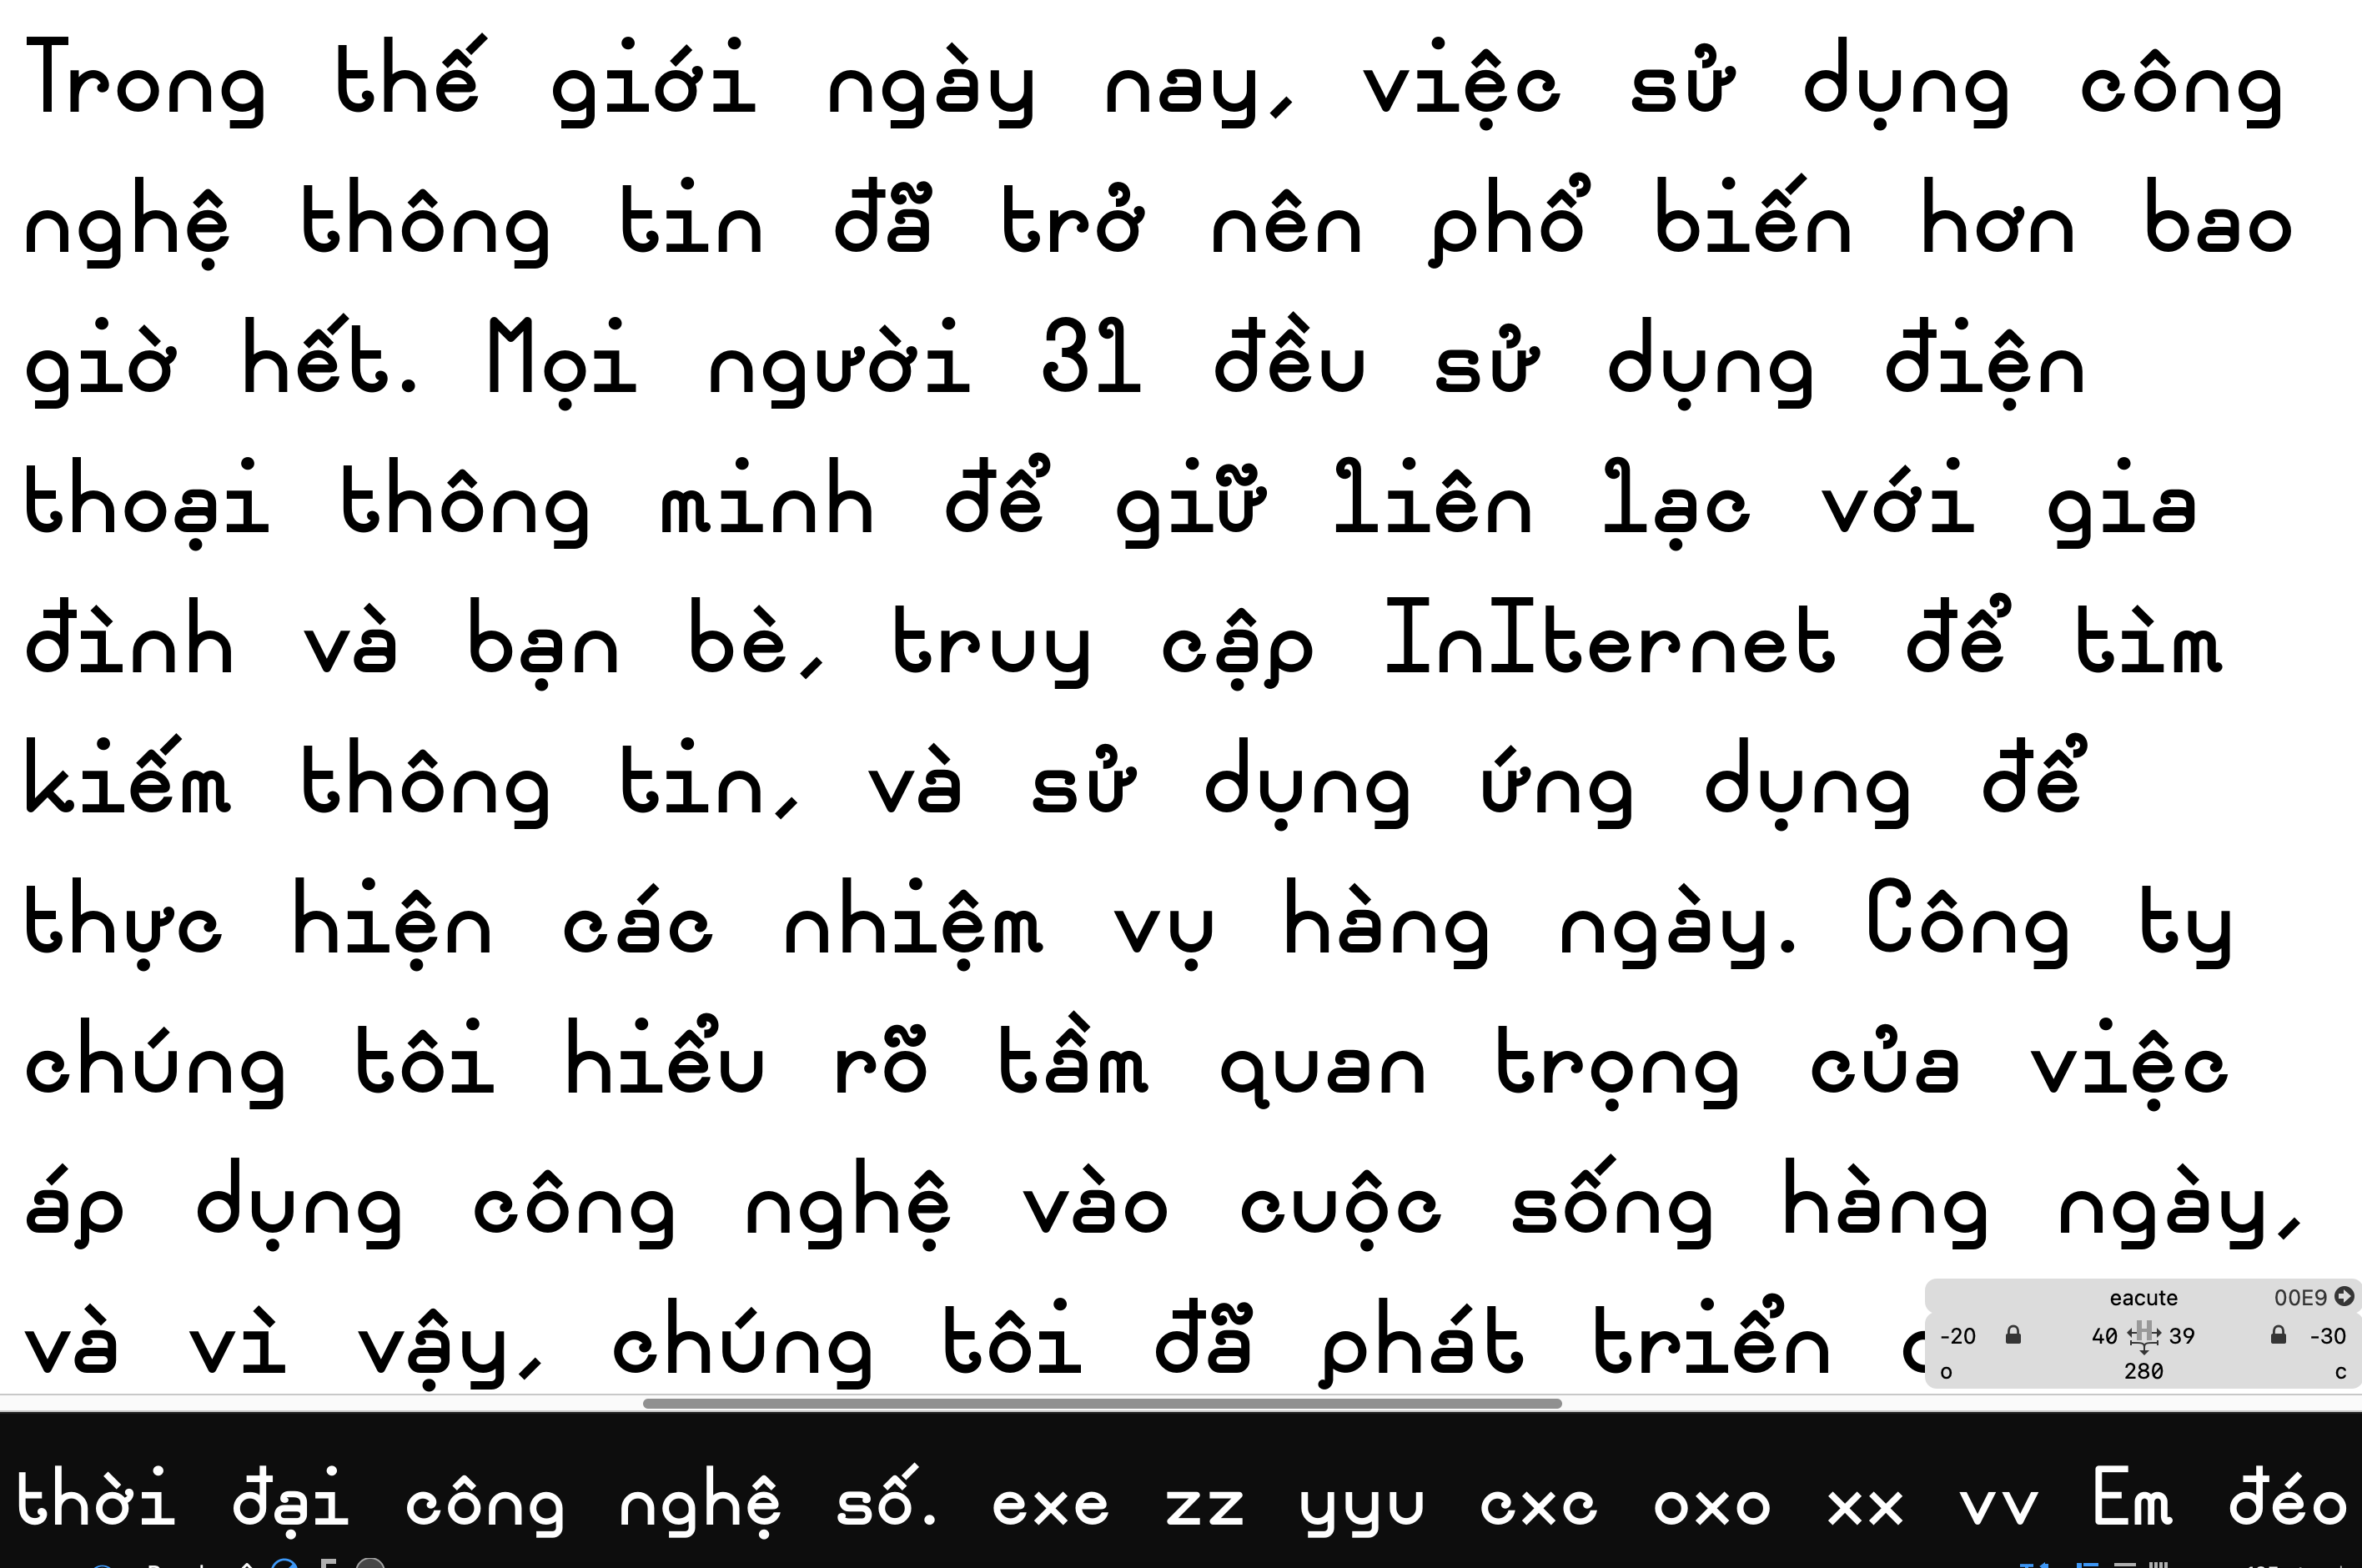 Trong thế giới ngày nay, việc sử dụng công
nghệ thông tin đã trở nên phổ biến hơn bao
giờ hết. Mọi người 31 đều sử dụng điện
thoại thông minh để giữ liên lạc với gia
đình và bạn bè, truy cập InIternet để tìm
kiếm thông tin, và sử dụng ứng dụng để
thực hiện các nhiệm vụ hàng ngày. Công ty
chúng tôi hiểu rõ tầm quan trọng của việc
áp dụng công nghệ vào cuộc sống hàng ngày,
và vì vậy, chúng tôi đã phát triển
eacute 00E9
-20 40 H 39 -30
o 280 c
thời đại công nghệ số. exe zz yyu cxc oxo xx vv Em đéo